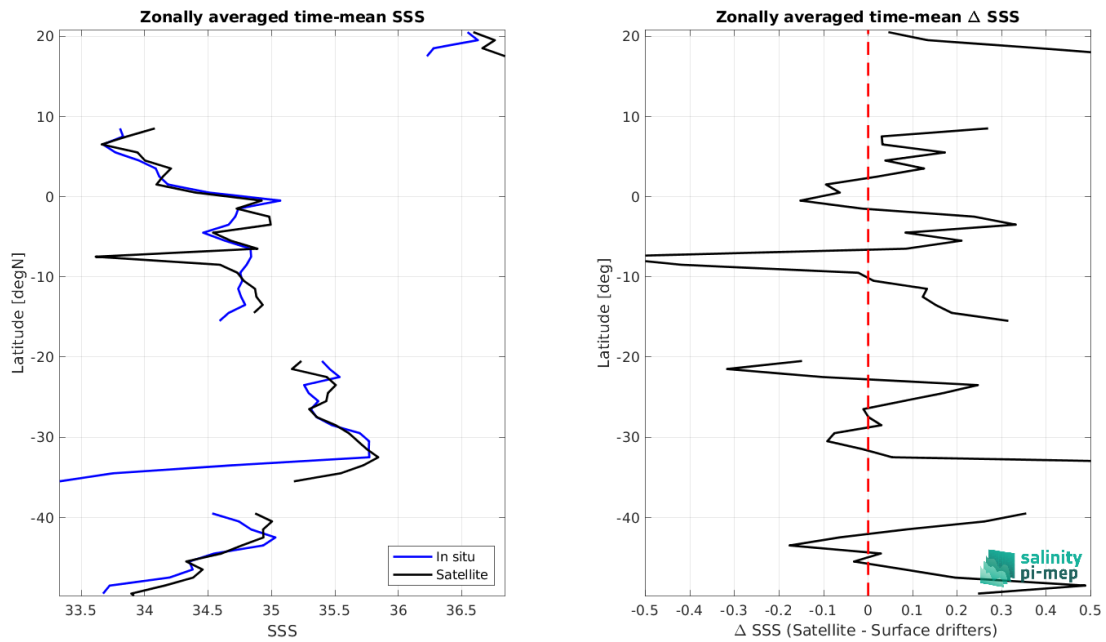 Zonally averaged time-mean SSS
20
10
0
-10
-20
-30
-40
Latitude [degN]
33.5 34 34.5 35 35.5 36 36.5
SSS
In situ
Satellite
Zonally averaged time-mean Δ SSS
20
10
0
-10
-20
-30
-40
Latitude [deg]
-0.5 -0.4 -0.3 -0.2 -0.1 0 0.1 0.2 0.3 0.4 0.5
Δ SSS (Satellite - Surface drifters)
salinity
pi-mep